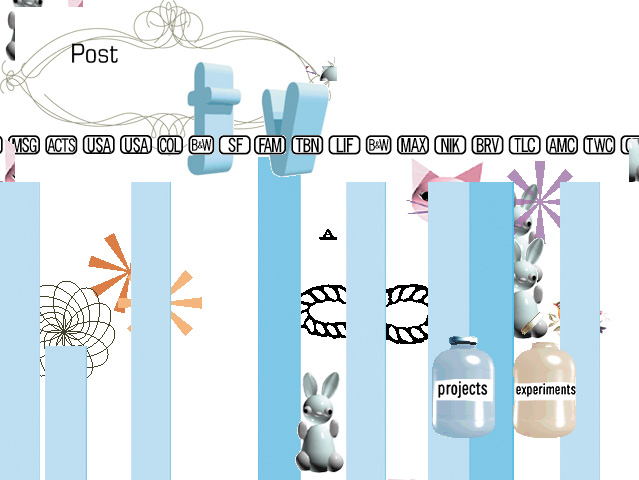 Post
tv
MSG ACTS USA USA COL B&W SF FAM TBN LIF B&W MAX NIK BRV TLC AMC TWC
A
projects experiments